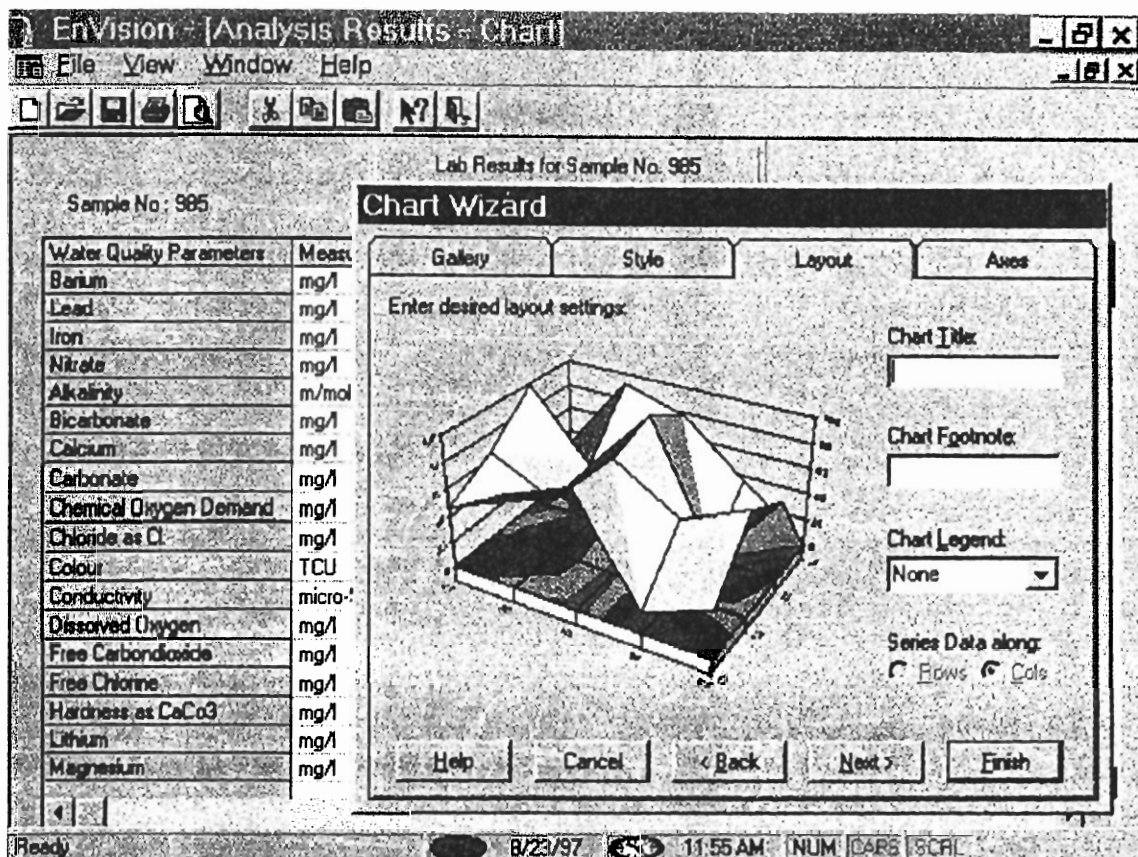 EnVision - [Analysis Results - Chart]
File View Window Help
Lab Results for Sample No. 985
Sample No : 985
Water Quality Parameters Measu
Barium mg/l
Lead mg/l
Iron mg/l
Nitrate mg/l
Alkalinity m/mol
Bicarbonate mg/l
Calcium mg/l
Carbonate mg/l
Chemical Oxygen Demand mg/l
Chloride as Cl. mg/l
Colour TCU
Conductivity micro-
Dissolved Oxygen mg/l
Free Carbondioxide mg/l
Free Chlorine mg/l
Hardness as CaCo3 mg/l
Lithium mg/l
Magnesium mg/l
Chart Wizard
Gallery Style Layout Axes
Enter desired layout settings:
Chart Title:
Chart Footnote:
Chart Legend:
None
Series Data along:
Rows Cols
Help Cancel < Back Next > Finish
Ready 8/23/97 11:55 AM NUM CAPS SCRL